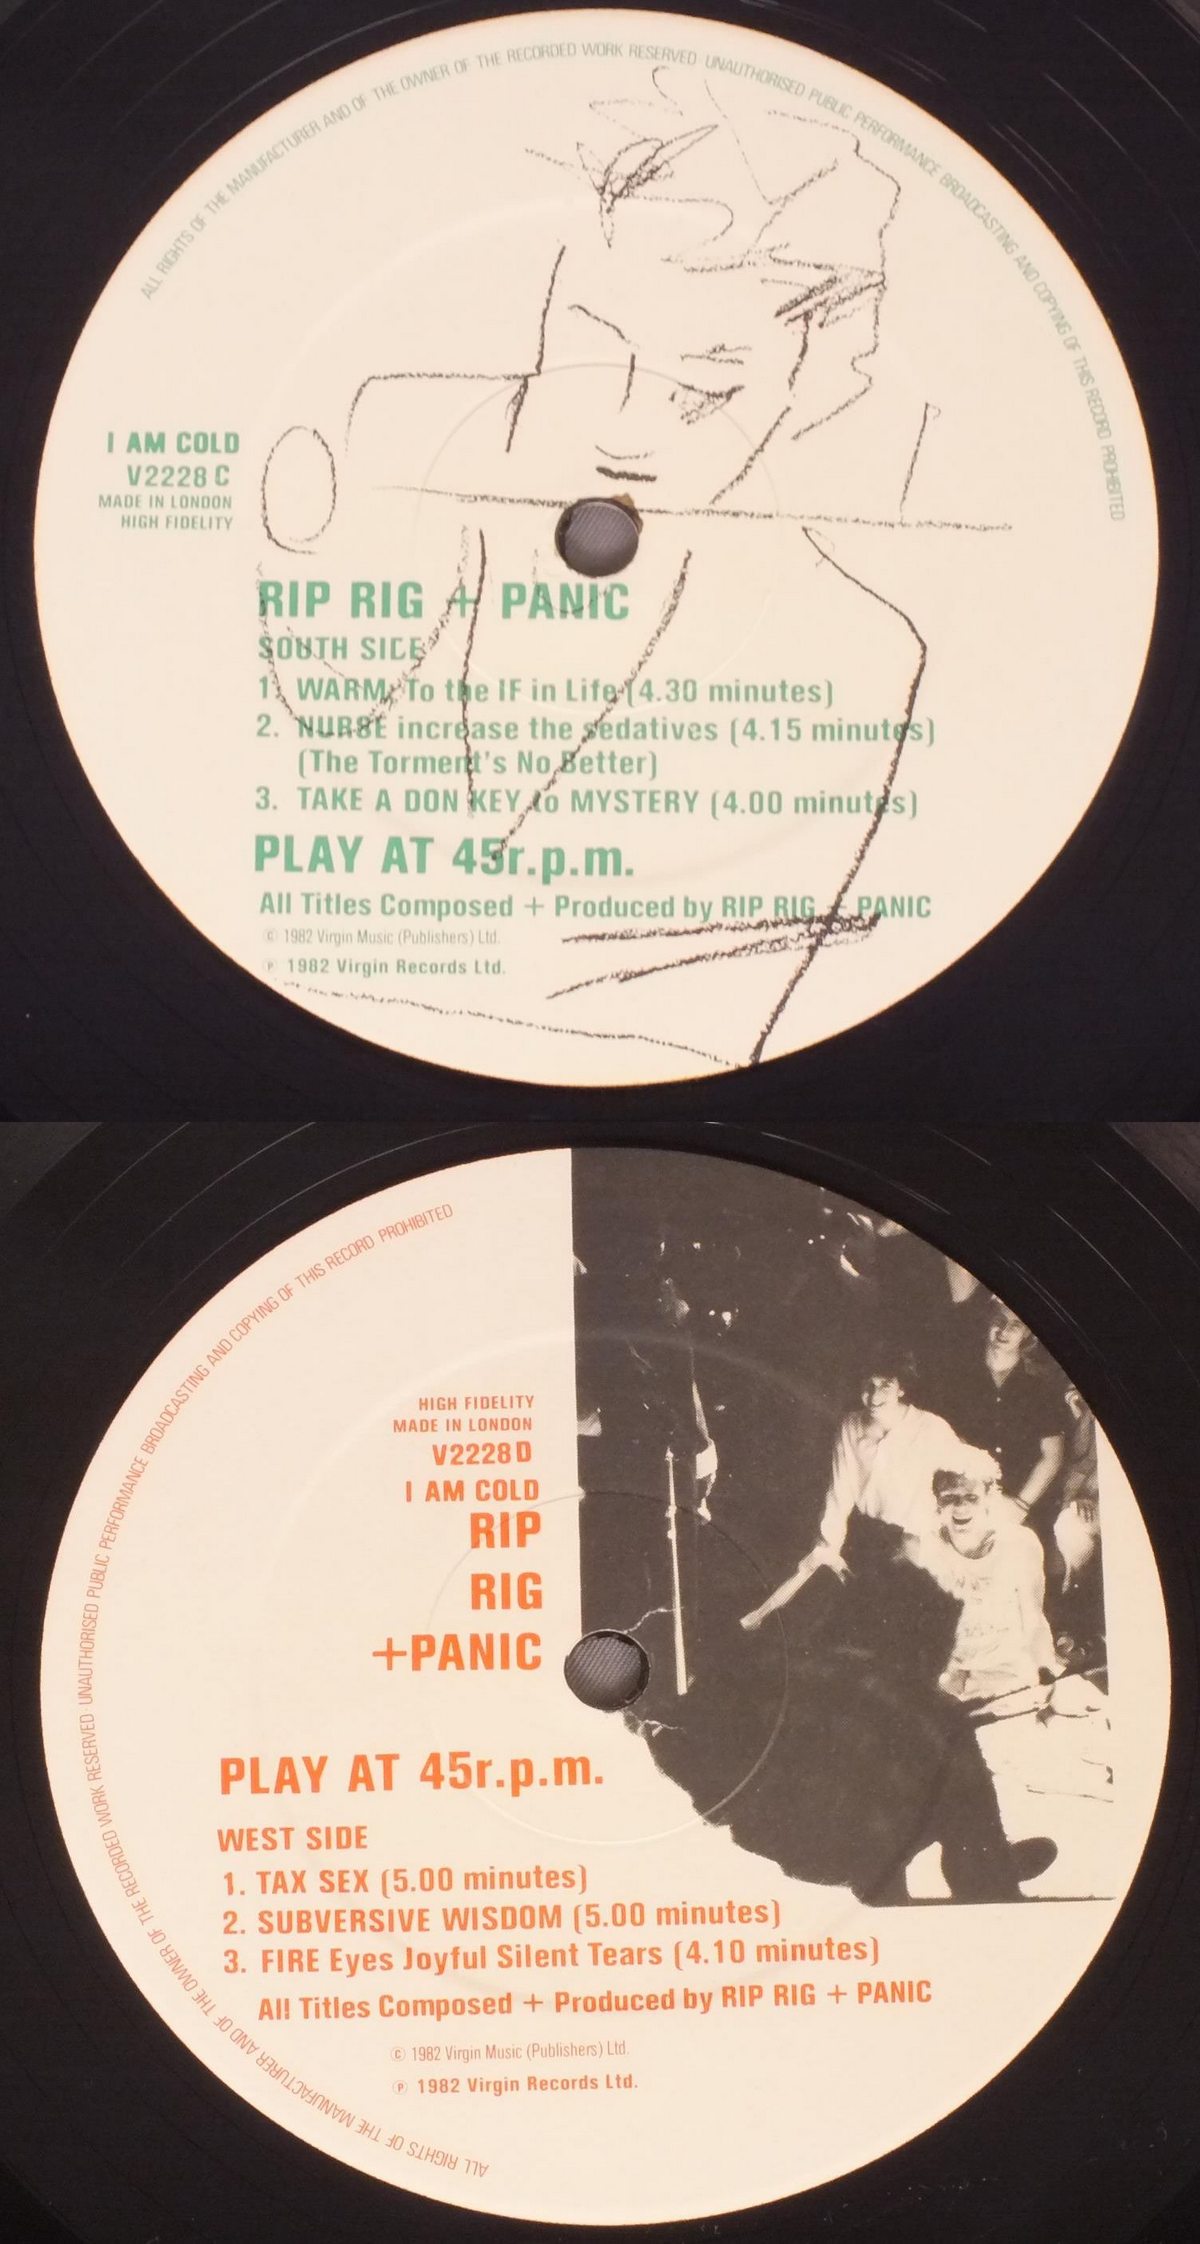 ALL RIGHTS OF THE MANUFACTURER AND OF THE OWNER OF THE RECORDED WORK RESERVED · UNAUTHORISED PUBLIC PERFORMANCE BROADCASTING AND COPYING OF THIS RECORD PROHIBITED
I AM COLD
V2228 C
MADE IN LONDON
HIGH FIDELITY
RIP RIG + PANIC
SOUTH SIDE
1. WARM: To the IF in Life (4.30 minutes)
2. NURSE increase the sedatives (4.15 minutes)
(The Torment's No Better)
3. TAKE A DON KEY to MYSTERY (4.00 minutes)
PLAY AT 45r.p.m.
All Titles Composed + Produced by RIP RIG + PANIC
© 1982 Virgin Music (Publishers) Ltd.
℗ 1982 Virgin Records Ltd.
HIGH FIDELITY
MADE IN LONDON
V2228 D
I AM COLD
RIP
RIG
+PANIC
PLAY AT 45r.p.m.
WEST SIDE
1. TAX SEX (5.00 minutes)
2. SUBVERSIVE WISDOM (5.00 minutes)
3. FIRE Eyes Joyful Silent Tears (4.10 minutes)
All Titles Composed + Produced by RIP RIG + PANIC
© 1982 Virgin Music (Publishers) Ltd.
℗ 1982 Virgin Records Ltd.
ALL RIGHTS OF THE MANUFACTURER AND OF THE OWNER OF THE RECORDED WORK RESERVED · UNAUTHORISED PUBLIC PERFORMANCE BROADCASTING AND COPYING OF THIS RECORD PROHIBITED